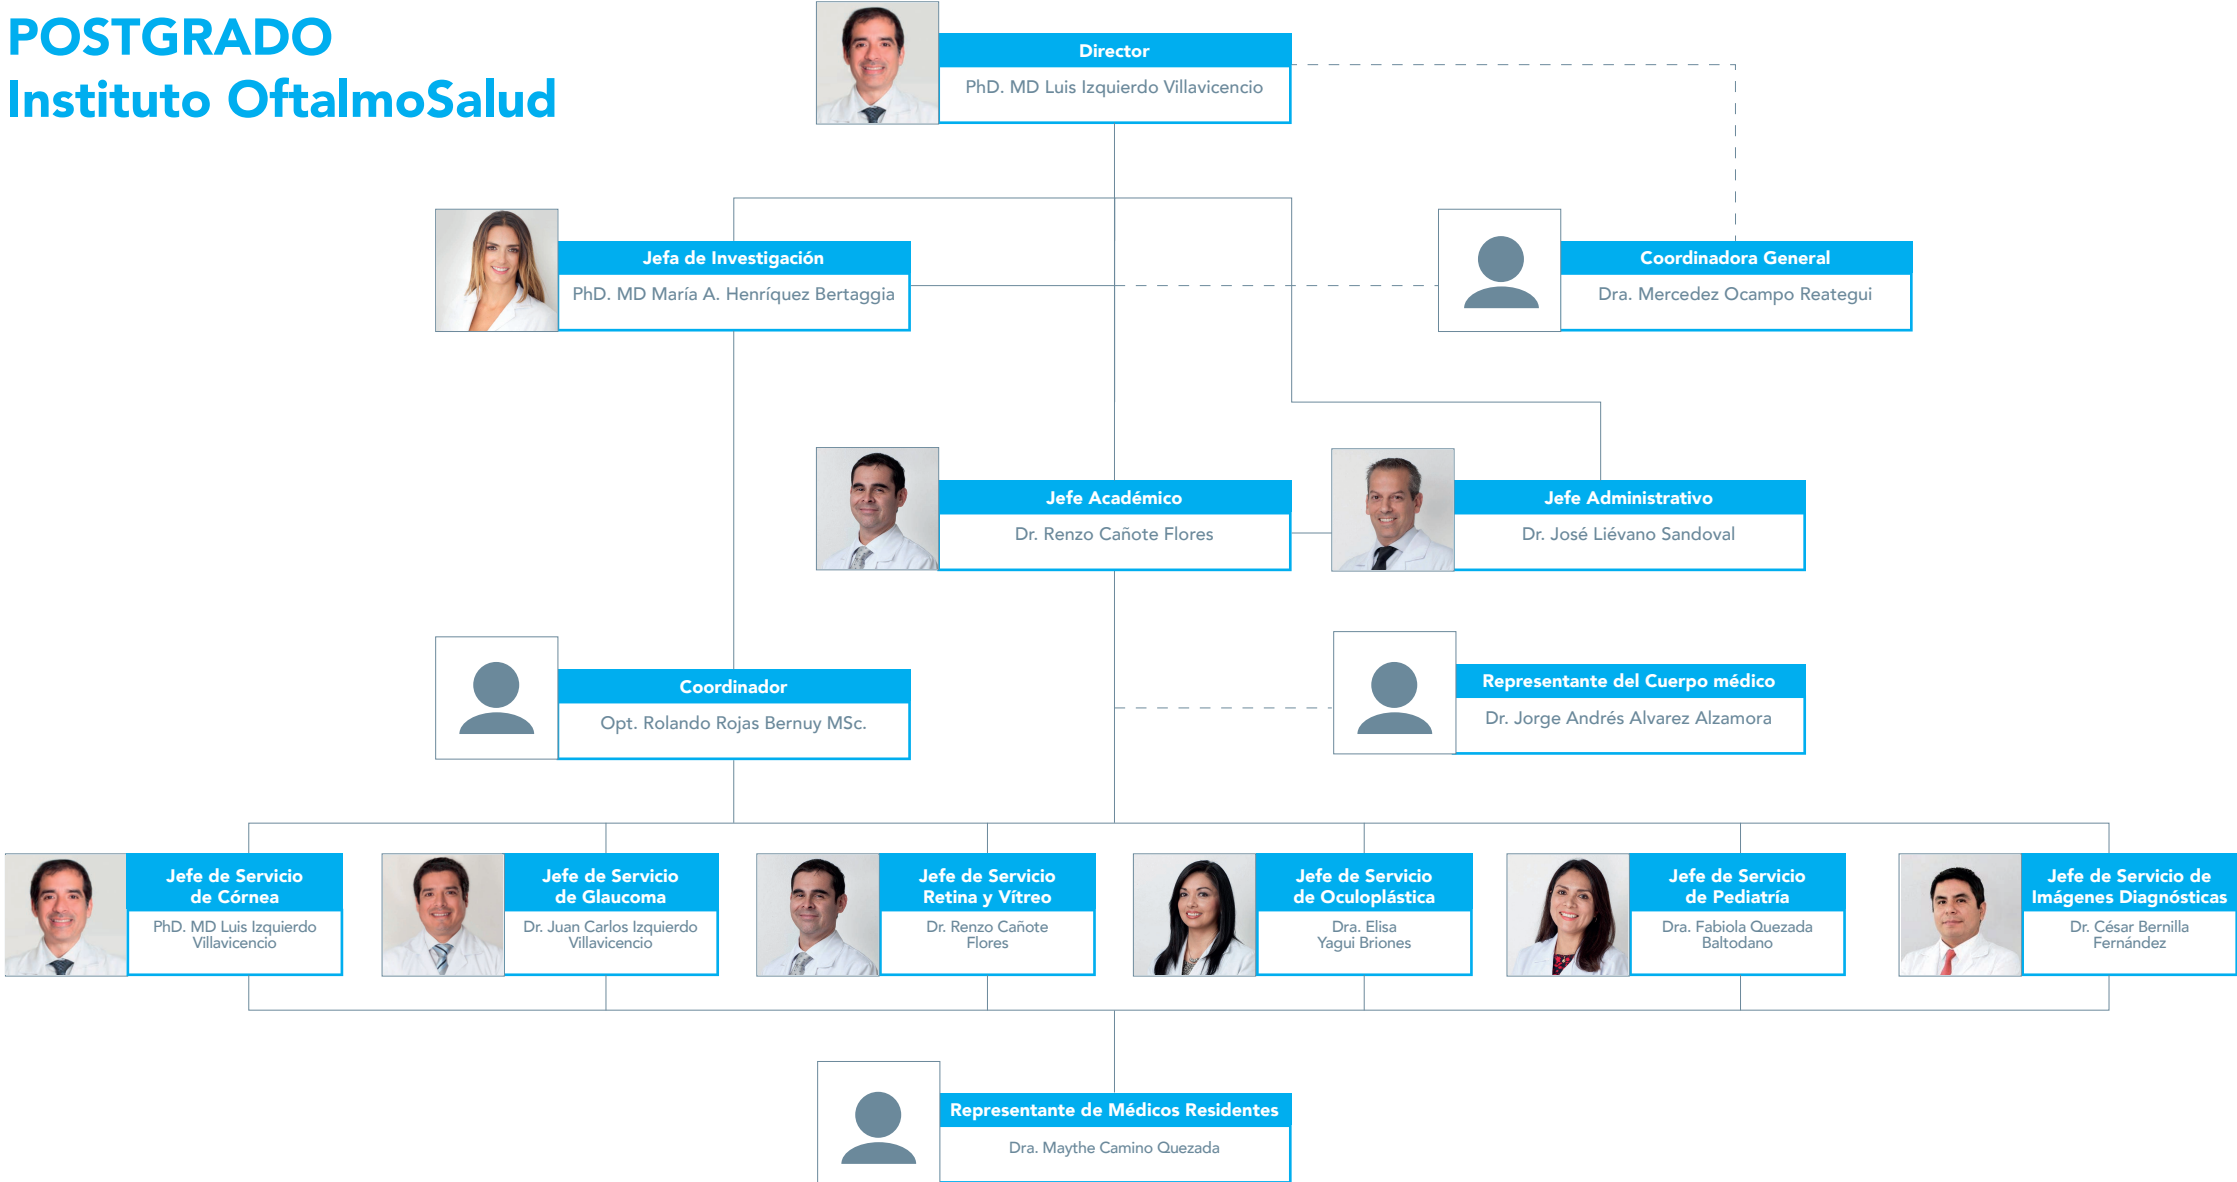 POSTGRADO
Instituto OftalmoSalud
Director
PhD. MD Luis Izquierdo Villavicencio
Jefa de Investigación
PhD. MD María A. Henríquez Bertaggia
Coordinadora General
Dra. Mercedez Ocampo Reategui
Jefe Académico
Dr. Renzo Cañote Flores
Jefe Administrativo
Dr. José Liévano Sandoval
Coordinador
Opt. Rolando Rojas Bernuy MSc.
Representante del Cuerpo médico
Dr. Jorge Andrés Alvarez Alzamora
Jefe de Servicio
de Córnea
PhD. MD Luis Izquierdo
Villavicencio
Jefe de Servicio
de Glaucoma
Dr. Juan Carlos Izquierdo
Villavicencio
Jefe de Servicio
Retina y Vítreo
Dr. Renzo Cañote
Flores
Jefe de Servicio
de Oculoplástica
Dra. Elisa
Yagui Briones
Jefe de Servicio
de Pediatría
Dra. Fabiola Quezada
Baltodano
Jefe de Servicio de
Imágenes Diagnósticas
Dr. César Bernilla
Fernández
Representante de Médicos Residentes
Dra. Maythe Camino Quezada